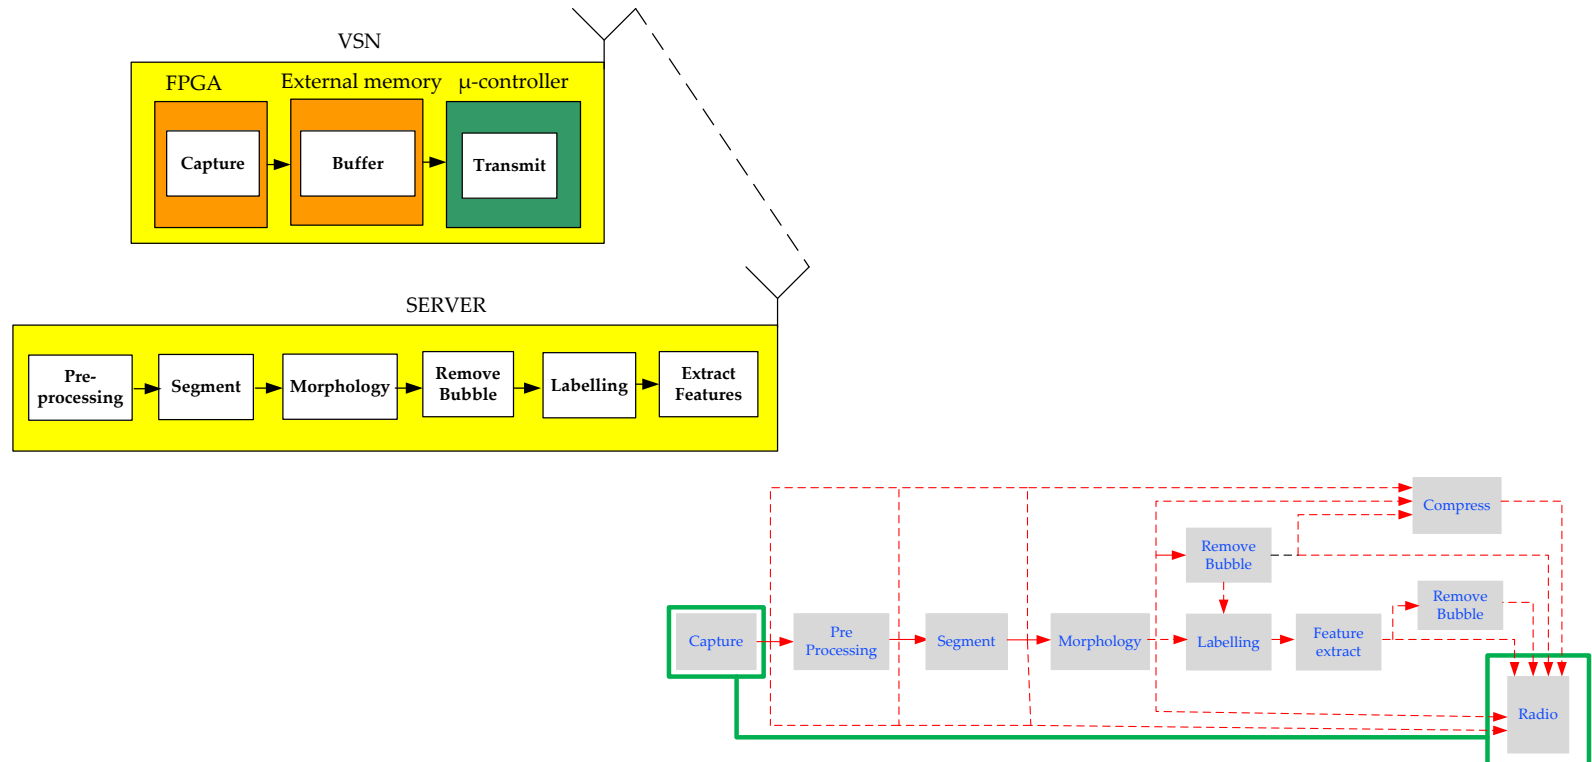 VSN
FPGA
External memory
μ-controller
Capture
Buffer
Transmit
SERVER
Pre-
processing
Segment
Morphology
Remove
Bubble
Labelling
Extract
Features
Compress
Remove
Bubble
Remove
Bubble
Capture
Pre
Processing
Segment
Morphology
Labelling
Feature
extract
Radio